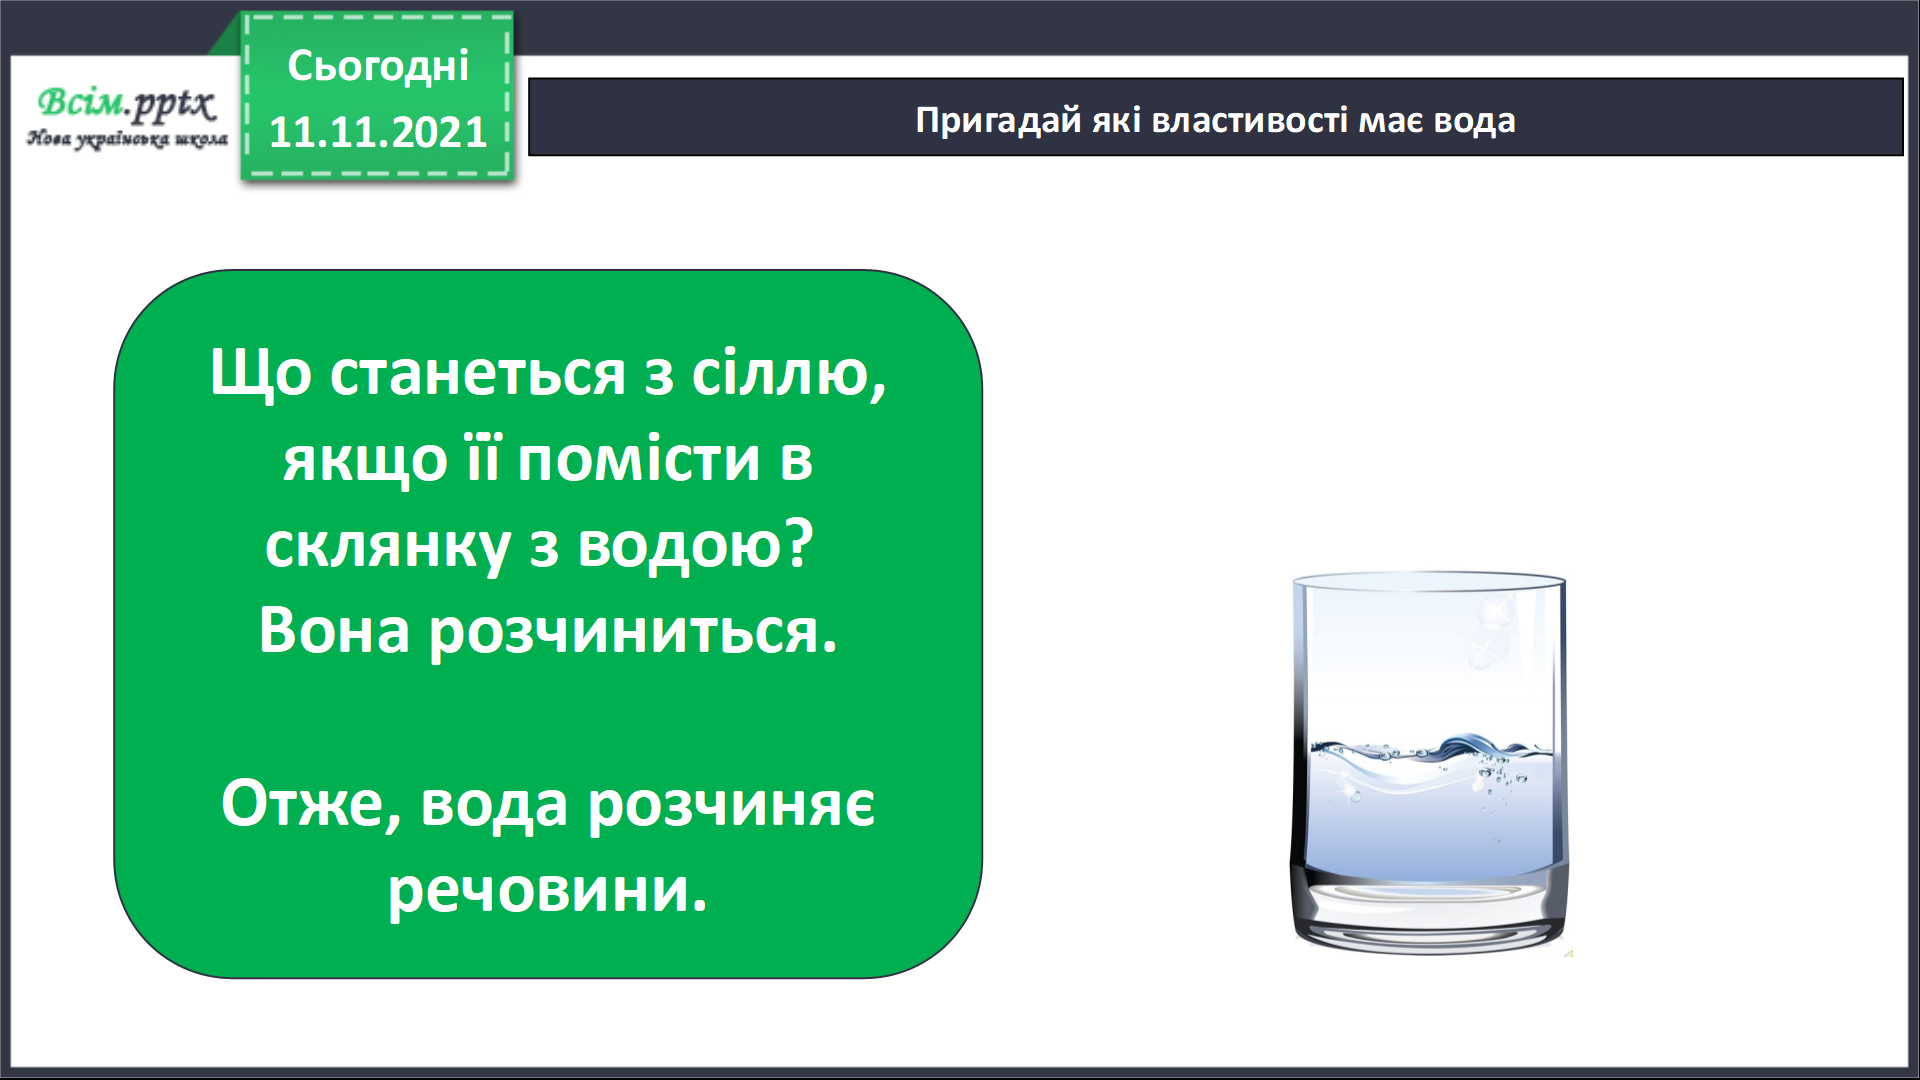 Сьогодні
11.11.2021
Всім.pptx
Нова українська школа
Пригадай які властивості має вода
Що станеться з сіллю,
якщо її помісти в
склянку з водою?
Вона розчиниться.
Отже, вода розчиняє
речовини.